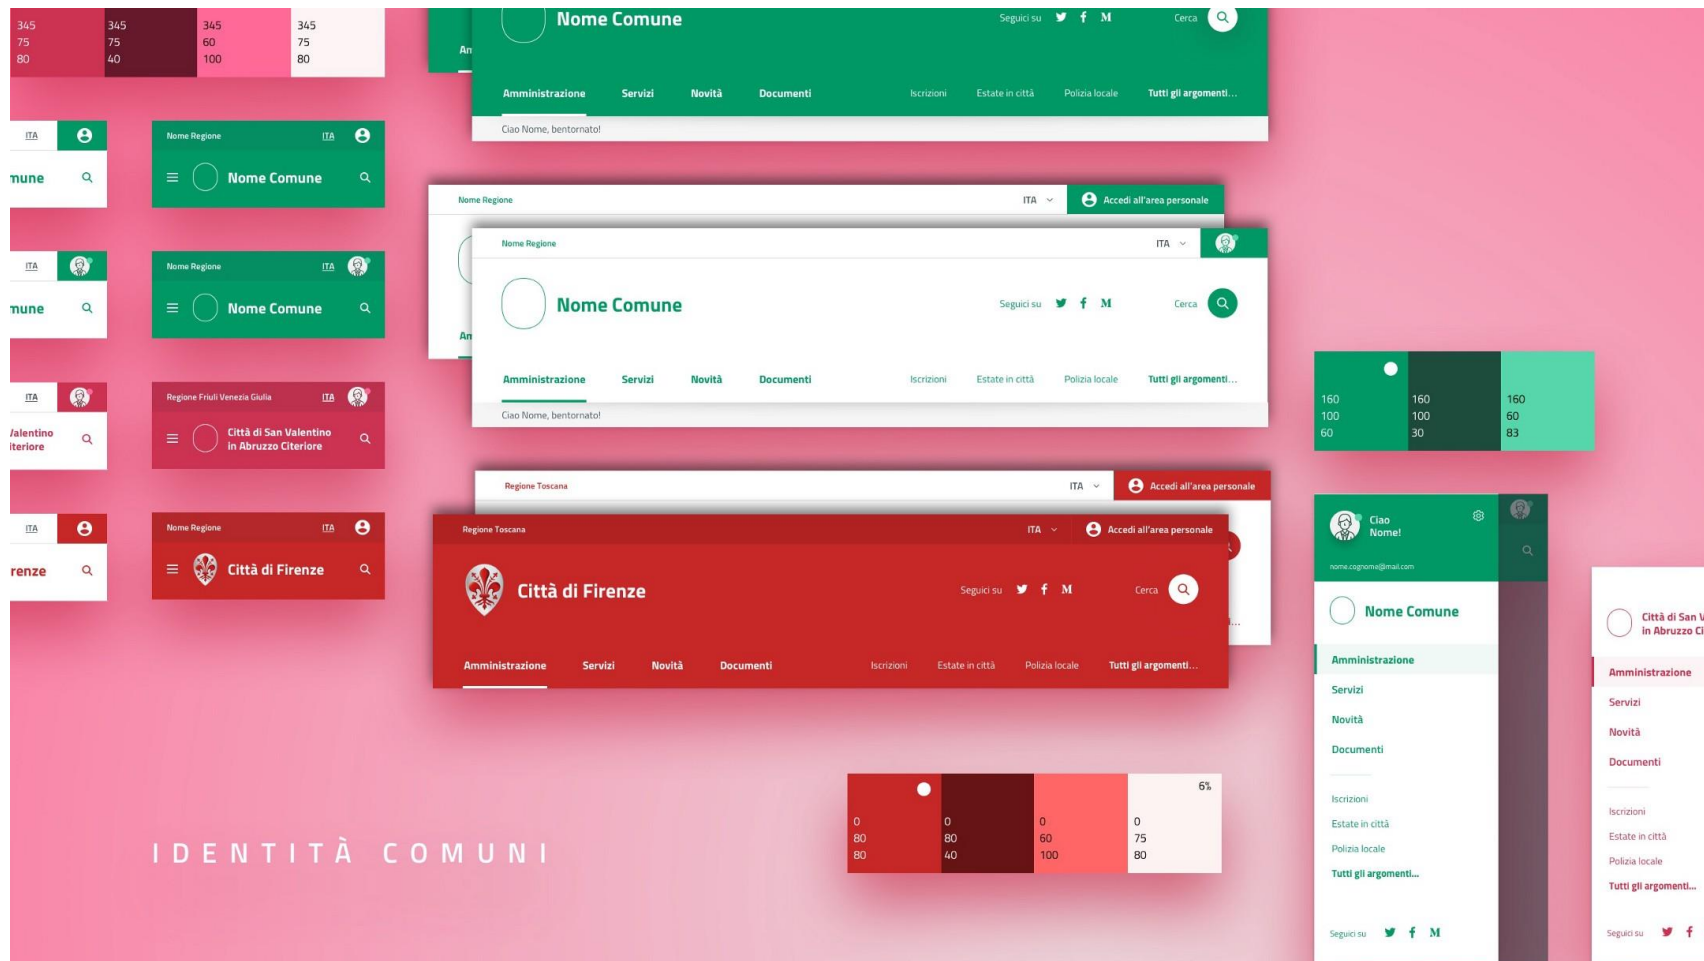 345 345 345 345
75 75 60 75
80 40 100 80
Nome Comune
Seguici su
Cerca
Amministrazione Servizi Novità Documenti
Iscrizioni Estate in città Polizia locale Tutti gli argomenti...
Ciao Nome, bentornato!
ITA
Nome Regione ITA
Nome Comune
ITA
Nome Regione ITA
Nome Comune
ITA
Regione Friuli Venezia Giulia ITA
Città di San Valentino
in Abruzzo Citeriore
ITA
Nome Regione ITA
Città di Firenze
Nome Regione ITA Accedi all'area personale
Nome Regione ITA
Nome Comune
Seguici su
Cerca
Amministrazione Servizi Novità Documenti
Iscrizioni Estate in città Polizia locale Tutti gli argomenti...
Ciao Nome, bentornato!
Regione Toscana ITA Accedi all'area personale
Regione Toscana ITA Accedi all'area personale
Città di Firenze
Seguici su
Cerca
Amministrazione Servizi Novità Documenti
Iscrizioni Estate in città Polizia locale Tutti gli argomenti...
160 160 160
100 100 60
60 30 83
Ciao
Nome!
nome.cognome@mail.com
Nome Comune
Amministrazione
Servizi
Novità
Documenti
Iscrizioni
Estate in città
Polizia locale
Tutti gli argomenti...
Seguici su
Città di San V
in Abruzzo Ci
Amministrazione
Servizi
Novità
Documenti
Iscrizioni
Estate in città
Polizia locale
Tutti gli argomenti...
Seguici su
6%
0 0 0 0
80 80 60 75
80 40 100 80
IDENTITÀ COMUNI